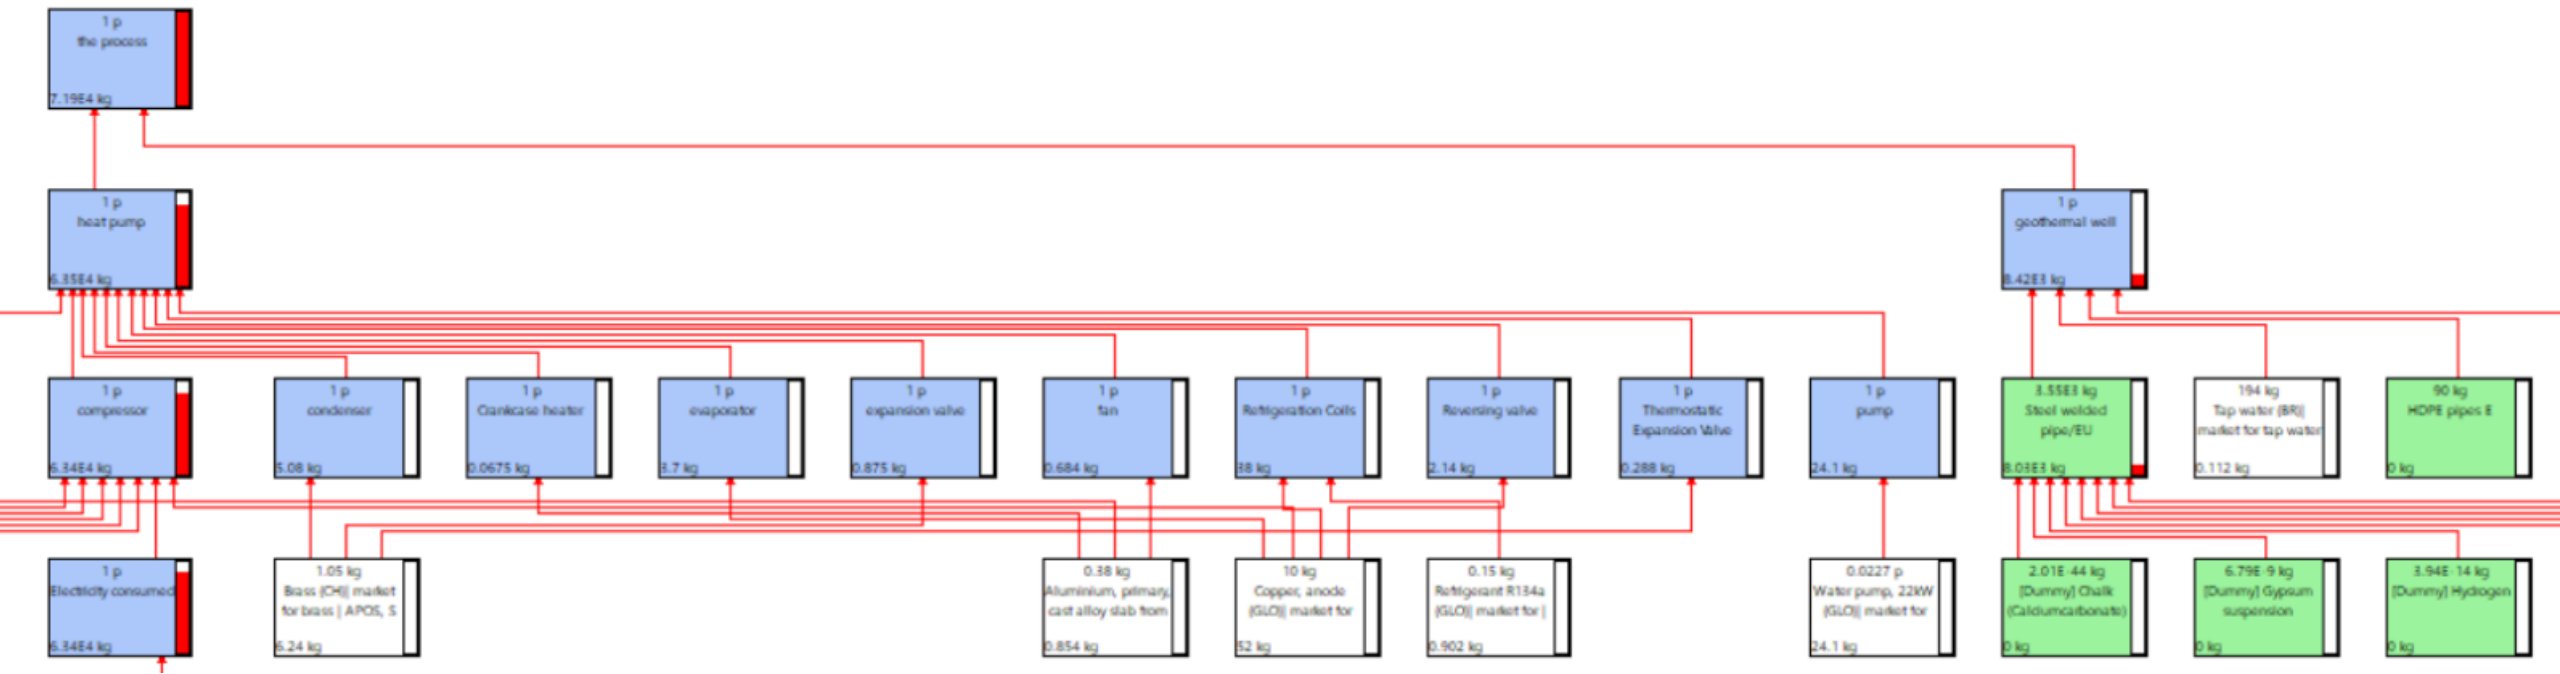 1 p
the process
7.19E4 kg
1 p
heat pump
6.35E4 kg
1 p
geothermal well
8.42E3 kg
1 p
compressor
6.34E4 kg
1 p
condenser
5.08 kg
1 p
Crankcase heater
0.0675 kg
1 p
evaporator
3.7 kg
1 p
expansion valve
0.875 kg
1 p
fan
0.684 kg
1 p
Refrigeration Coils
38 kg
1 p
Reversing valve
2.14 kg
1 p
Thermostatic
Expansion Valve
0.288 kg
1 p
pump
24.1 kg
3.55E3 kg
Steel welded
pipe/EU
8.03E3 kg
194 kg
Tap water (BR)|
market for tap water
0.112 kg
90 kg
HDPE pipes E
0 kg
1 p
Electricity consumed
6.34E4 kg
1.05 kg
Brass (CH)| market
for brass | APOS, S
6.24 kg
0.38 kg
Aluminium, primary,
cast alloy slab from
0.854 kg
10 kg
Copper, anode
(GLO)| market for
52 kg
0.15 kg
Refrigerant R134a
(GLO)| market for |
0.902 kg
0.0227 p
Water pump, 22kW
(GLO)| market for
24.1 kg
2.01E-44 kg
[Dummy] Chalk
(Calciumcarbonate)
0 kg
6.79E-9 kg
[Dummy] Gypsum
suspension
0 kg
3.94E-14 kg
[Dummy] Hydrogen
0 kg